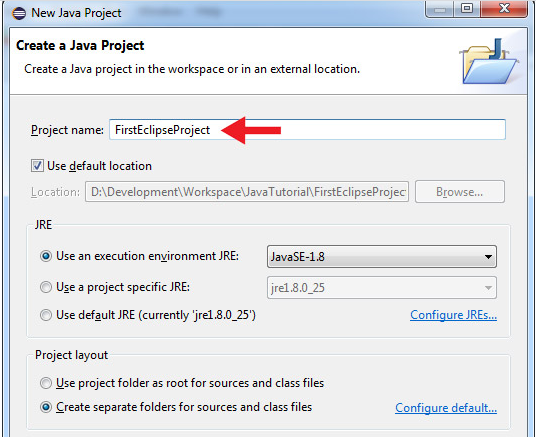 New Java Project
Create a Java Project
Create a Java project in the workspace or in an external location.
Project name: FirstEclipseProject
Use default location
Location: D:\Development\Workspace\JavaTutorial\FirstEclipseProjec Browse...
JRE
Use an execution environment JRE: JavaSE-1.8
Use a project specific JRE: jre1.8.0_25
Use default JRE (currently 'jre1.8.0_25') Configure JREs...
Project layout
Use project folder as root for sources and class files
Create separate folders for sources and class files Configure default...